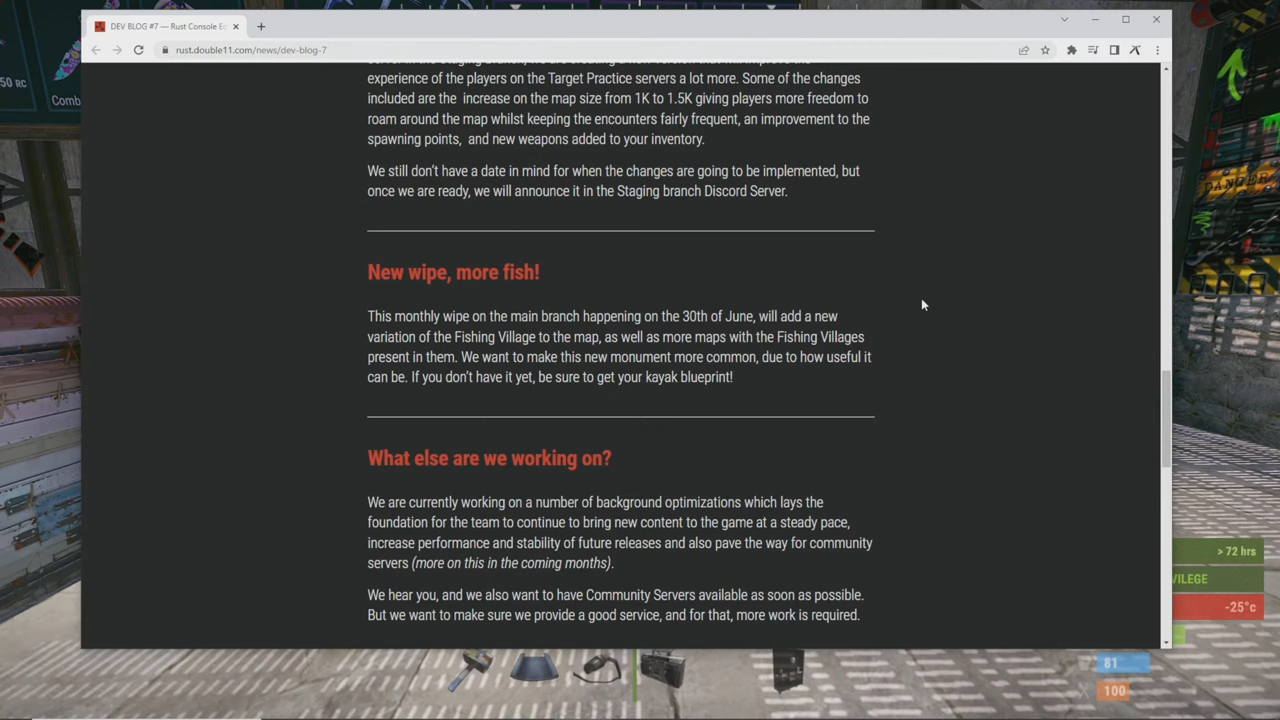 50 RC
Comb
DEV BLOG #7 — Rust Console Ec
rust.double11.com/news/dev-blog-7
experience of the players on the Target Practice servers a lot more. Some of the changes
included are the increase on the map size from 1K to 1.5K giving players more freedom to
roam around the map whilst keeping the encounters fairly frequent, an improvement to the
spawning points, and new weapons added to your inventory.
We still don't have a date in mind for when the changes are going to be implemented, but
once we are ready, we will announce it in the Staging branch Discord Server.
New wipe, more fish!
This monthly wipe on the main branch happening on the 30th of June, will add a new
variation of the Fishing Village to the map, as well as more maps with the Fishing Villages
present in them. We want to make this new monument more common, due to how useful it
can be. If you don't have it yet, be sure to get your kayak blueprint!
What else are we working on?
We are currently working on a number of background optimizations which lays the
foundation for the team to continue to bring new content to the game at a steady pace,
increase performance and stability of future releases and also pave the way for community
servers (more on this in the coming months).
We hear you, and we also want to have Community Servers available as soon as possible.
But we want to make sure we provide a good service, and for that, more work is required.
DANGER
> 72 hrs
VILEGE
-25°c
81
100